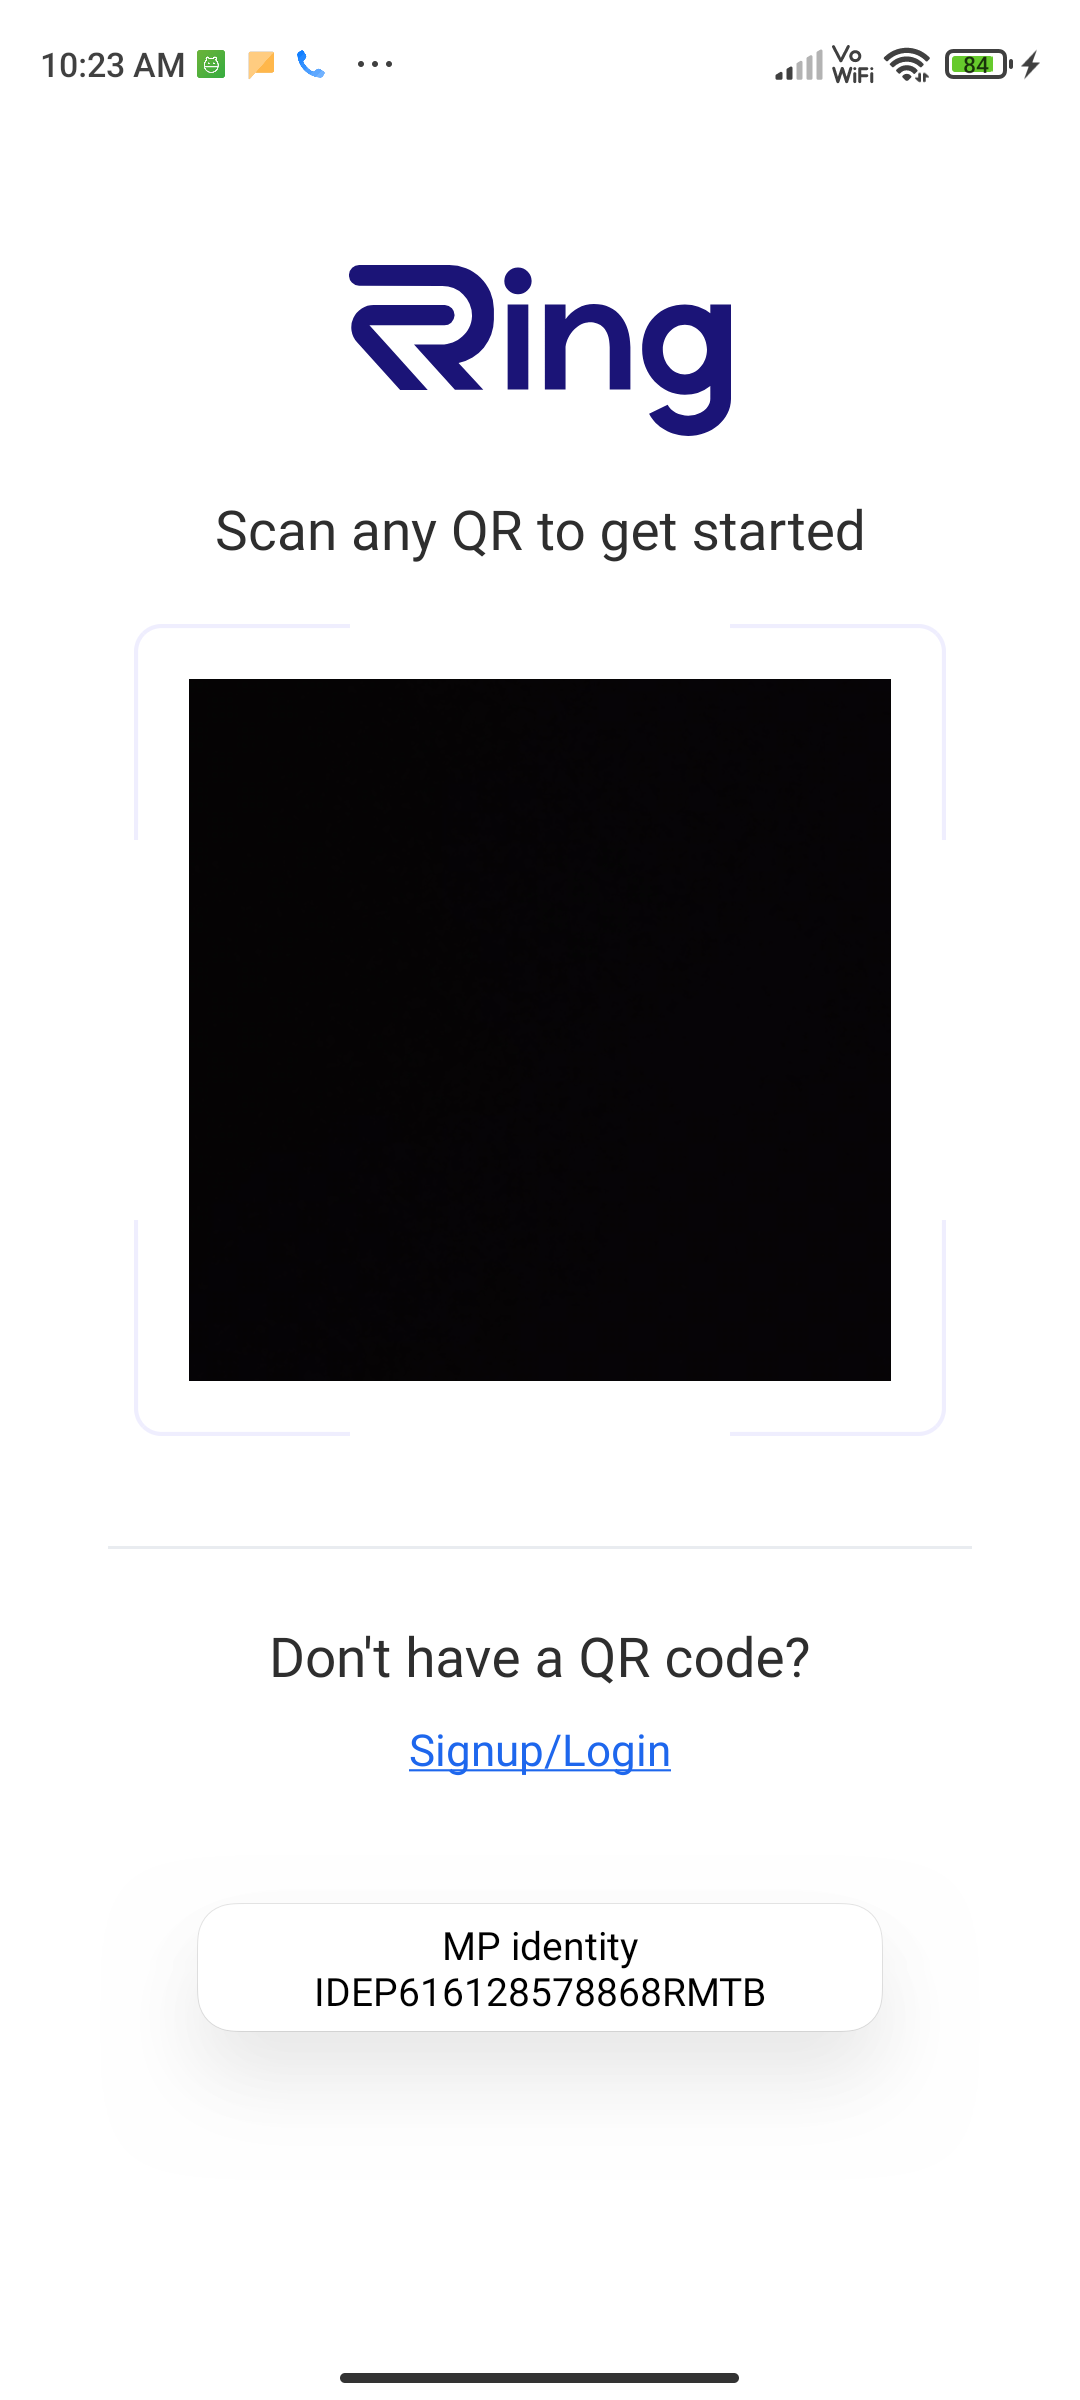 10:23 AM
Vo
WiFi
84
Ring
Scan any QR to get started
Don't have a QR code?
Signup/Login
MP identity
IDEP616128578868RMTB